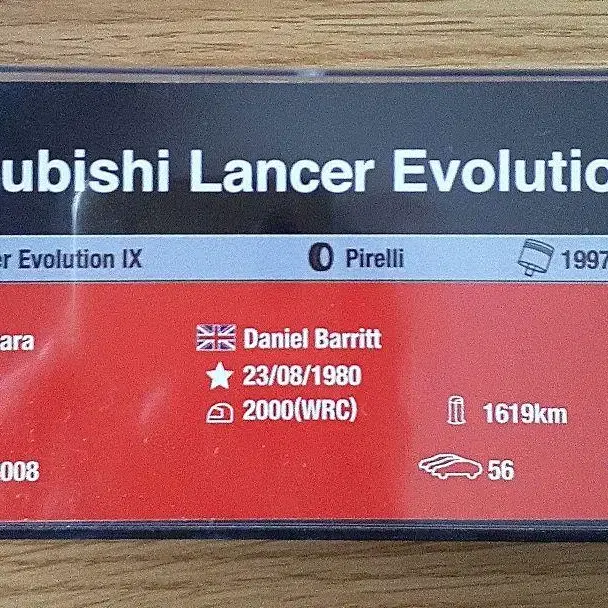 ubishi Lancer Evolutio
er Evolution IX Pirelli 1997
ara Daniel Barritt
23/08/1980
2000(WRC) 1619km
008 56